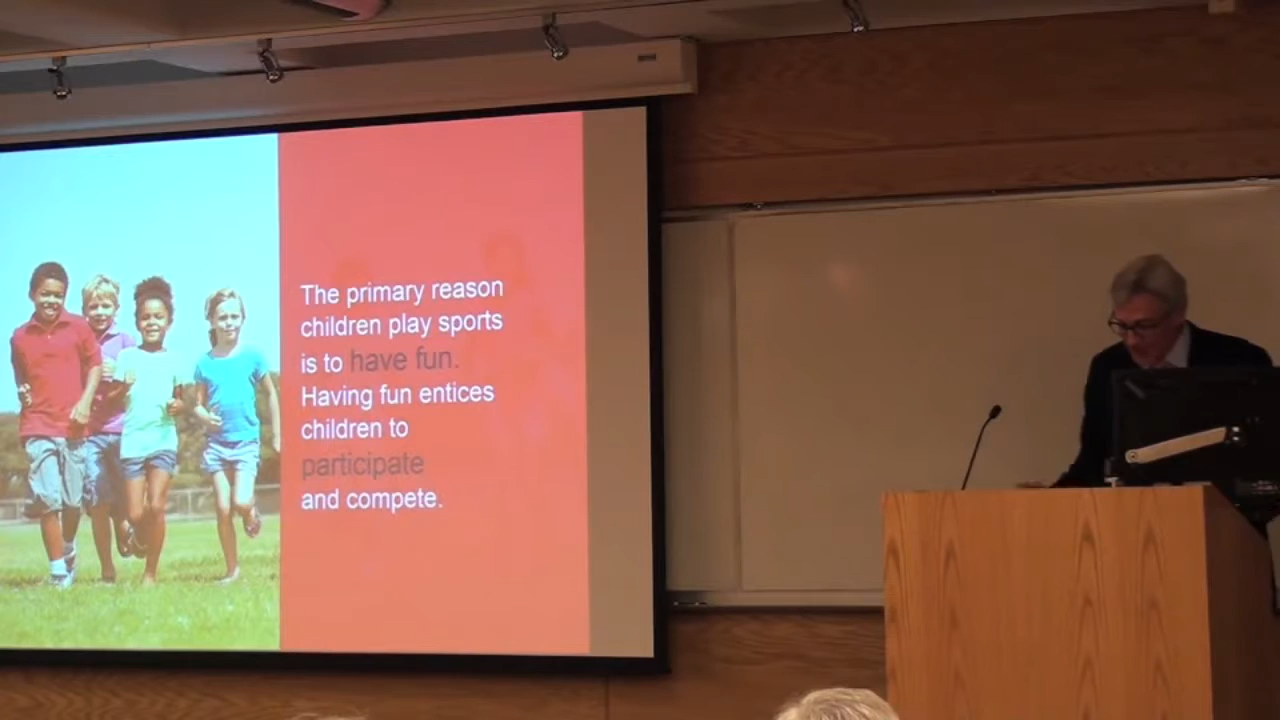 The primary reason
children play sports
is to have fun.
Having fun entices
children to
participate
and compete.